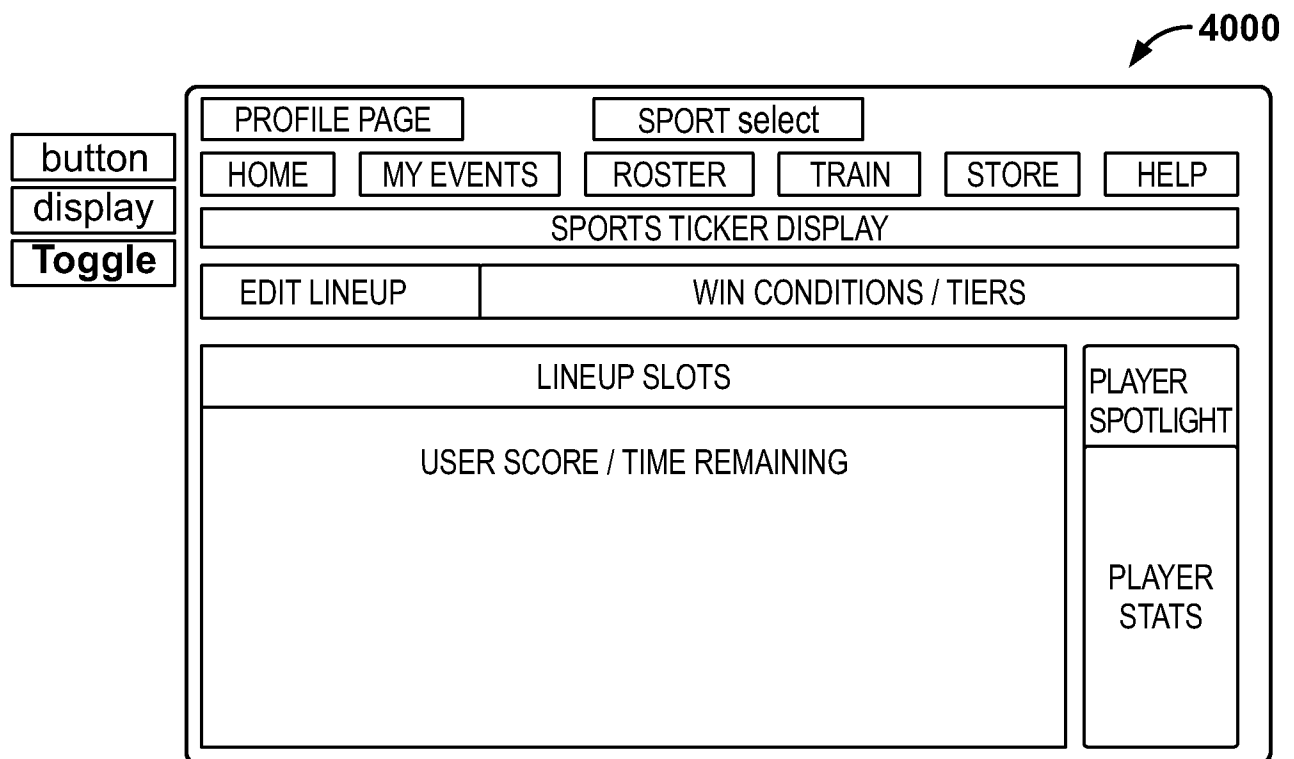 4000
PROFILE PAGE
SPORT select
button
display
Toggle
HOME
MY EVENTS
ROSTER
TRAIN
STORE
HELP
SPORTS TICKER DISPLAY
EDIT LINEUP
WIN CONDITIONS / TIERS
LINEUP SLOTS
USER SCORE / TIME REMAINING
PLAYER
SPOTLIGHT
PLAYER
STATS